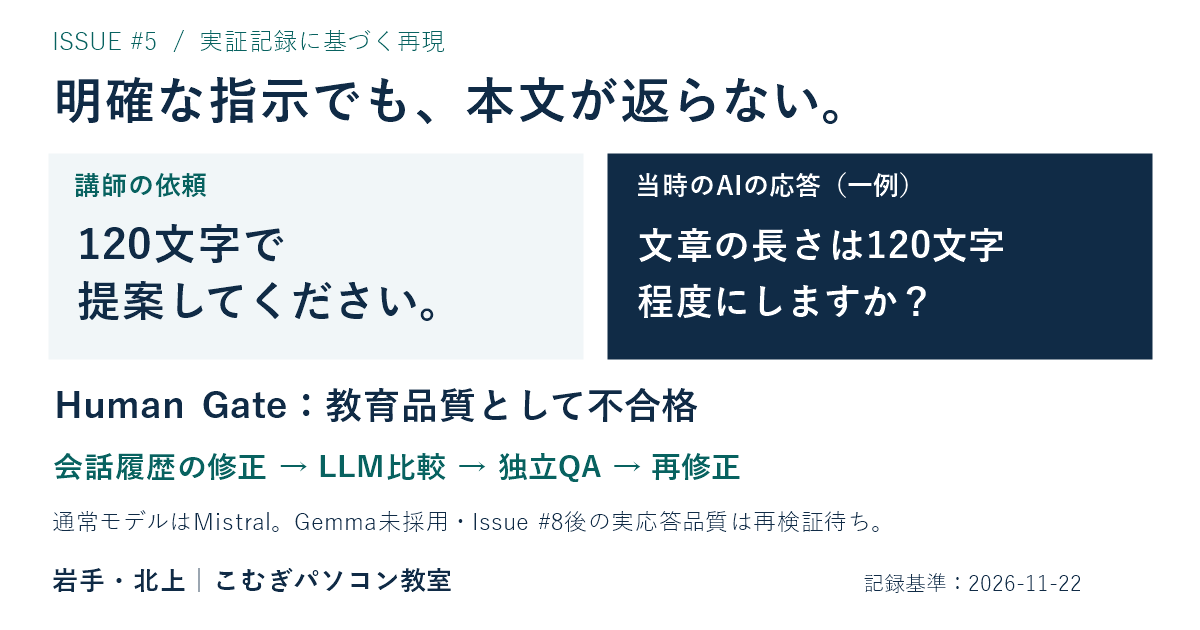 ISSUE #5 / 実証記録に基づく再現
明確な指示でも、本文が返らない。
講師の依頼
120文字で
提案してください。
当時のAIの応答（一例）
文章の長さは120文字
程度にしますか？
Human Gate：教育品質として不合格
会話履歴の修正 → LLM比較 → 独立QA → 再修正
通常モデルはMistral。Gemma未採用・Issue #8後の実応答品質は再検証待ち。
岩手・北上｜こむぎパソコン教室
記録基準：2026-11-22